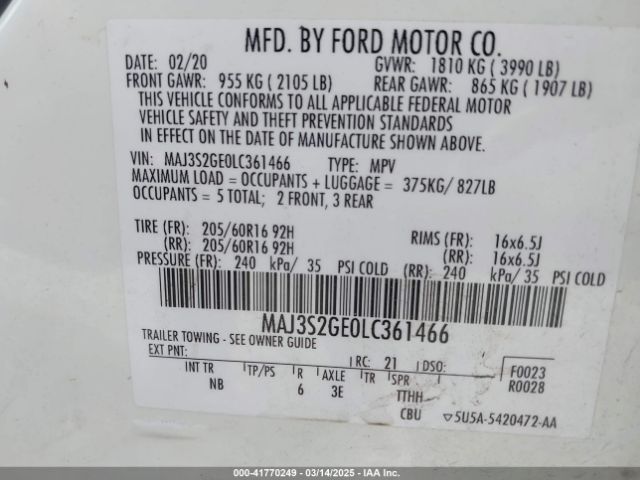 MFD. BY FORD MOTOR CO.
DATE: 02/20 GVWR: 1810 KG ( 3990 LB)
FRONT GAWR: 955 KG ( 2105 LB) REAR GAWR: 865 KG ( 1907 LB)
THIS VEHICLE CONFORMS TO ALL APPLICABLE FEDERAL MOTOR
VEHICLE SAFETY AND THEFT PREVENTION STANDARDS
IN EFFECT ON THE DATE OF MANUFACTURE SHOWN ABOVE.
VIN: MAJ3S2GE0LC361466 TYPE: MPV
MAXIMUM LOAD = OCCUPANTS + LUGGAGE = 375KG/ 827LB
OCCUPANTS = 5 TOTAL; 2 FRONT, 3 REAR
TIRE (FR): 205/60R16 92H RIMS (FR): 16x6.5J
(RR): 205/60R16 92H (RR): 16x6.5J
PRESSURE (FR): 240 kPa/ 35 PSI COLD (RR): 240 kPa/ 35 PSI COLD
MAJ3S2GE0LC361466
TRAILER TOWING - SEE OWNER GUIDE
EXT PNT: RC: 21 DSO: F0023
INT TR TP/PS R AXLE TR SPR R0028
NB 6 3E TTHH
CBU ▽5U5A-5420472-AA
000-41770249 - 03/14/2025 - IAA Inc.